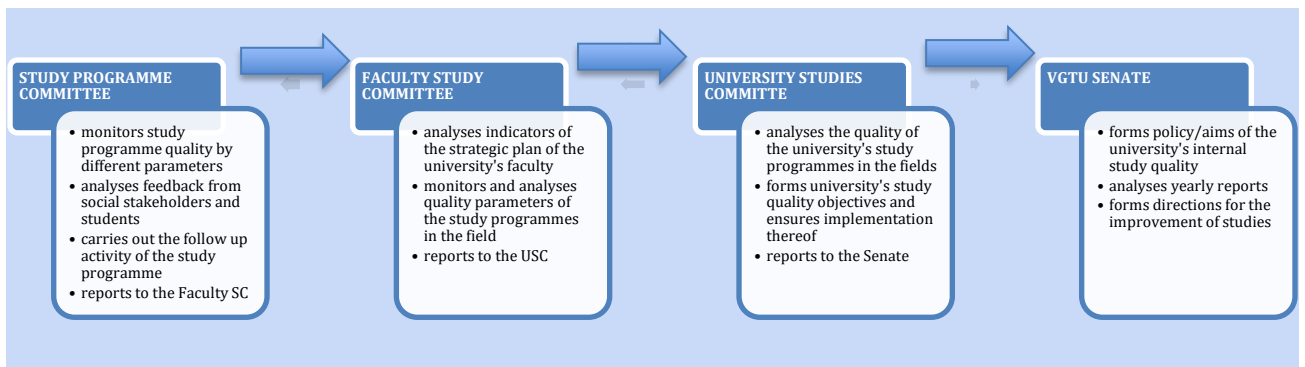 STUDY PROGRAMME
COMMITTEE
• monitors study
programme quality by
different parameters
• analyses feedback from
social stakeholders and
students
• carries out the follow up
activity of the study
programme
• reports to the Faculty SC
FACULTY STUDY
COMMITTEE
• analyses indicators of
the strategic plan of the
university's faculty
• monitors and analyses
quality parameters of
the study programmes
in the field
• reports to the USC
UNIVERSITY STUDIES
COMMITTE
• analyses the quality of
the university's study
programmes in the fields
• forms university's study
quality objectives and
ensures implementation
thereof
• reports to the Senate
VGTU SENATE
• forms policy/aims of the
university's internal
study quality
• analyses yearly reports
• forms directions for the
improvement of studies